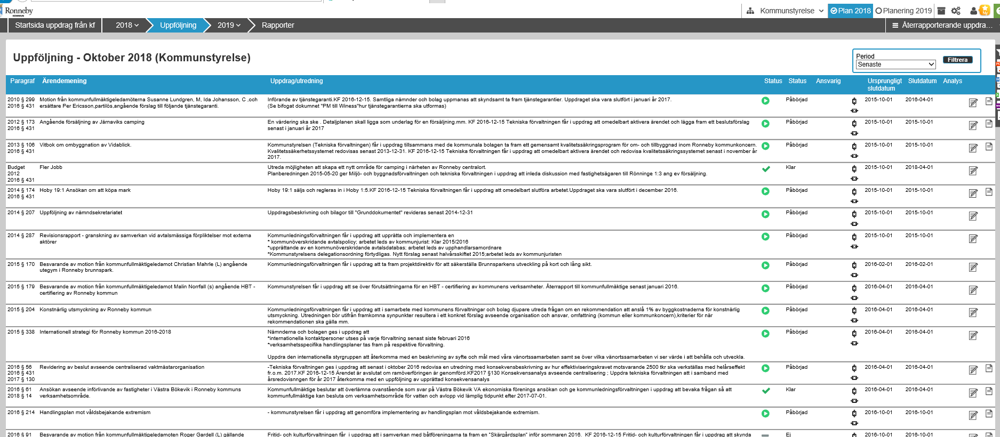 Ronneby
KOMMUN
Kommunstyrelse
Plan 2018
Planering 2019
Startsida uppdrag från kf
2018
Uppföljning
2019
Rapporter
Återrapporterande uppdra...
Uppföljning - Oktober 2018 (Kommunstyrelse)
Period
Senaste
Filtrera
Paragraf Ärendemening Uppdrag/utredning Status Status Ansvarig Ursprungligt slutdatum Slutdatum Analys
2010 § 299 Motion från kommunfullmäktigeledamöterna Susanne Lundgren, M, Ida Johansson, C ,och Införande av tjänstegaranti.KF 2016-12-15. Samtliga nämnder och bolag uppmanas att skyndsamt ta fram tjänstegarantier. Uppdraget ska vara slutfört i januari år 2017. Påbörjad 2015-10-01 2016-04-01
2016 § 431 ersättare Per Ericsson,partilös,angående förslag till följande tjänstegaranti. (Se bifogat dokumnet "PM till Winess"hur tjänstegarantierna ska utformas)
2012 § 173 Angående försäljning av Järnaviks camping En värdering ska ske . Detaljplanen skall ligga som underlag för en försäljning.mm. KF 2016-12-15 Tekniska förvaltningen får i uppdrag att omedelbart aktivera ärendet och lägga fram ett beslutsförslag Påbörjad 2015-10-01 2015-10-01
2016 § 431 senast i januari år 2017
2013 § 106 Vitbok om ombyggnation av Vidablick. Kommunstyrelsen (Tekniska förvaltningen) får i uppdrag tillsammans med de kommunala bolagen ta fram ett gemensamt kvalitetssäkringsprogram för om- och tillbyggnad inom Ronneby kommunkoncern. Påbörjad 2015-10-01 2015-10-01
2016 § 431 Kvalitetssäkerhetssystemet redovisas senast 2013-12-31. KF 2016-12-15 Tekniska förvaltningen får i uppdrag att omedelbart aktivera ärendet och redovisa kvalitetssäkringssystemet senast i november år
2017.
Budget Fler Jobb Utreda möjligheten att skapa ett nytt område för camping i närheten av Ronneby centralort. Klar 2015-10-01 2018-04-01
2012 Planberedningen 2015-05-20 ger Miljö- och byggnadsförvaltningen och tekniska förvaltningen i uppdrag att inleda diskussion med fastighetsägaren till Rönninge 1:3 ang ev försäljning.
2016 § 431
2014 § 174 Hoby 19:1 Ansökan om att köpa mark Hoby 19:1 säljs och regleras in i Hoby 1:5.KF 2016-12-15 Tekniska förvaltningen får i uppdrag att omedelbart slutföra arbetet.Uppdraget ska vara slutfört i december 2016. Påbörjad 2015-10-01 2015-10-01
2016 § 431
2014 § 207 Uppföljning av nämndsekretariatet Uppdragsbeskrivning och bilagor till "Grunddokumentet" revideras senast 2014-12-31 Påbörjad 2015-10-01 2015-10-01
2014 § 287 Revisionsrapport - granskning av samverkan vid avtalsmässiga förpliktelser mot externa Kommunledningsförvaltningen får i uppdrag att upprätta och implementera en Påbörjad 2015-10-01 2015-10-01
aktörer * kommunöverskridande avtalspolicy; arbetet leds av kommunjurist: Klar 2015/2016
*upprättande av en kommunöverskridande avtalsdatabas; arbetet leds av upphandlarsamordnare
*Kommunstyrelsens delegationsordning förtydligas. Nytt förslag senast halvårsskiftet 2015;arbetet leds av kommunjuristen
2015 § 170 Besvarande av motion från kommunfullmäktigeledamot Christian Mahrle (L) angående Kommunledningsförvaltningen får i uppdrag att ta fram projektdirektiv för att säkerställa Brunnsparkens utveckling på kort och lång sikt. Påbörjad 2016-02-01 2016-02-01
utegym i Ronneby brunnspark.
2015 § 179 Besvarande av motion från kommunfullmäktigeledamot Malin Norrfall (s) angående HBT - Kommunstyrelsen får i uppdrag att se över förutsättningarna för en HBT - certifiering av kommunens verksamheter. Återrapport till kommunfullmäktige senast januari 2016. Påbörjad 2016-04-01 2016-04-01
certifiering av Ronneby kommun
2015 § 204 Konstnärlig utsmyckning av Ronneby kommun Kommunledningsförvaltningen får i uppdrag att i samarbete med kommunens förvaltningar och bolag djupare utreda frågan om en rekommendation att anslå 1% av byggkostnaderna för konstnärlig Påbörjad 2016-04-01 2016-04-01
utsmyckning. Utredningen bör utifrån framkomna synpunkter resultera i ett konkret förslag avseende organisation och ansvar, omfattning (kommun eller kommunkoncern),kriterier för när
rekommendationen ska gälla mm.
2015 § 338 Internationell strategi för Ronneby kommun 2016-2018 Nämnderna och bolagen ges i uppdrag att Påbörjad 2016-04-01 2016-04-01
*internationella kontaktpersoner utses på varje förvaltning senast siste februari 2016
*verksamhetsspecifika handlingsplaner tas fram på respektive förvaltning.
Uppdra den internationella styrgruppen att återkomma med en beskrivning av syfte och mål med våra vänortssamarbeten samt se över vilka vänortssamarbeten vi ser värde i att behålla och utveckla.
2016 § 56 Revidering av beslut avseende centraliserad vaktmästarorganisation -Tekniska förvaltningen ges i uppdrag att senast i oktober 2016 redovisa en utredning med konsekvensbeskrivning av hur effektiviseringskravet motsvarande 2500 tkr ska verkställas med helårseffekt Påbörjad 2016-04-01 2016-04-01
2016 § 431 fr.o.m. 2017.KF 2016-12-15 Ärendet är avslutat om ramöverföringen är genomförd.KF2017 §130 Konsekvensanalys avseende centralisering ; Uppdra tekniska förvaltningen att i samband med
2017 § 130 årsredovisnngen för år 2017 återkomma med en uppföljning av upprättad konsekvensanalys
2016 § 61 Ansökan avseende införlivande av fastigheter i Västra Bökevik i Ronneby kommuns Kommunfullmäktige beslutar att överlämna ovanstående som svar på Västra Bökevik VA ekonomiska förenings ansökan och ge kommunledningsförvaltningen i uppdrag att bevaka frågan så att Klar 2016-04-01 2016-04-01
2018 § 14 verksamhetsområde. kommunfullmäktige kan besluta om verksamhetsområde för vatten och avlopp vid lämplig tidpunkt efter 2017-07-01.
2016 § 214 Handlingsplan mot våldsbejakande extremism - kommunstyrelsen får i uppdrag att genomföra implementering av handlingsplan mot våldsbejakande extremism. Påbörjad 2016-10-01 2016-10-01
2016 § 91 Besvarande av motion från kommunfullmäktigeledamoten Roger Gardell (L) gällande Fritid- och kulturförvaltningen får i uppdrag att i samverkan med båtföreningarna ta fram en "Skärgårdsplan" inför sommaren 2016. KF 2016-12-15 Fritid- och kulturförvaltningen får i uppdrag att skynda Ej 2016-04-01 2016-10-01